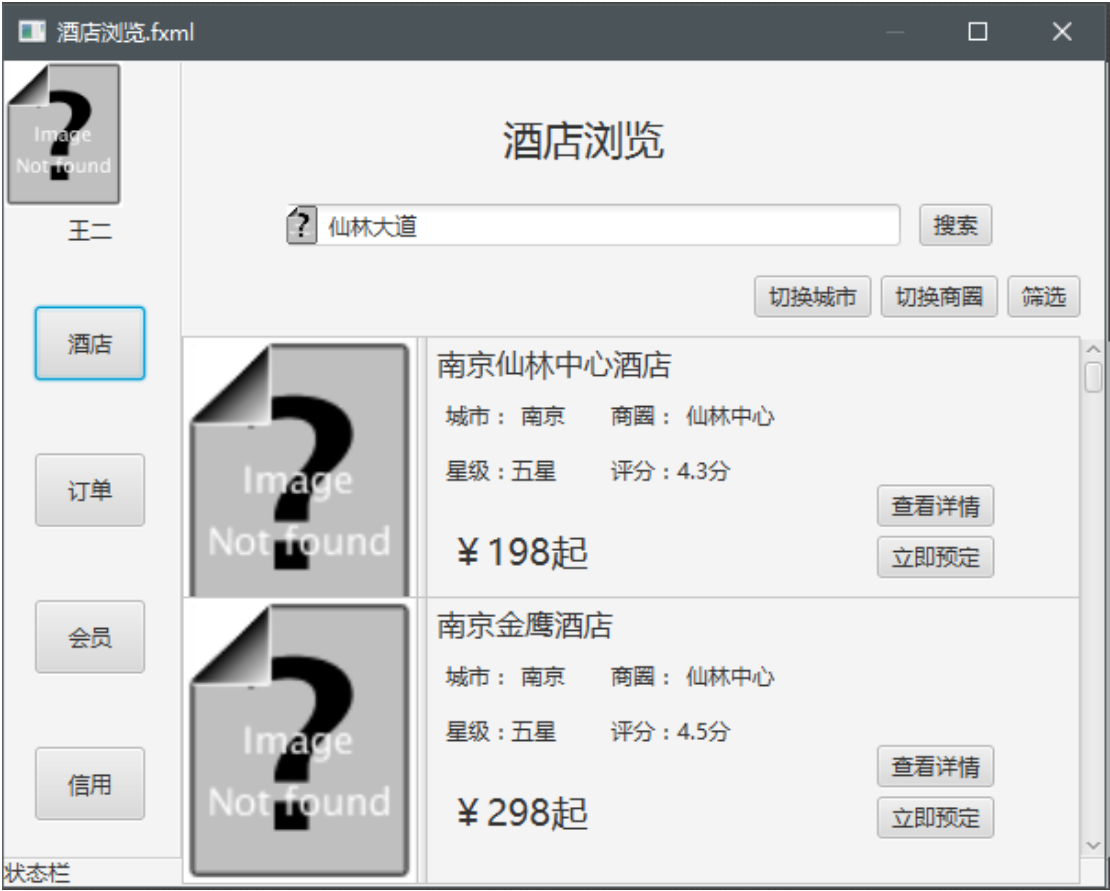 酒店浏览.fxml
Image
Not found
王二
酒店
订单
会员
信用
状态栏
酒店浏览
仙林大道
搜索
切换城市
切换商圈
筛选
Image
Not found
南京仙林中心酒店
城市： 南京 商圈： 仙林中心
星级：五星 评分：4.3分
查看详情
¥198起
立即预定
Image
Not found
南京金鹰酒店
城市： 南京 商圈： 仙林中心
星级：五星 评分：4.5分
查看详情
¥298起
立即预定